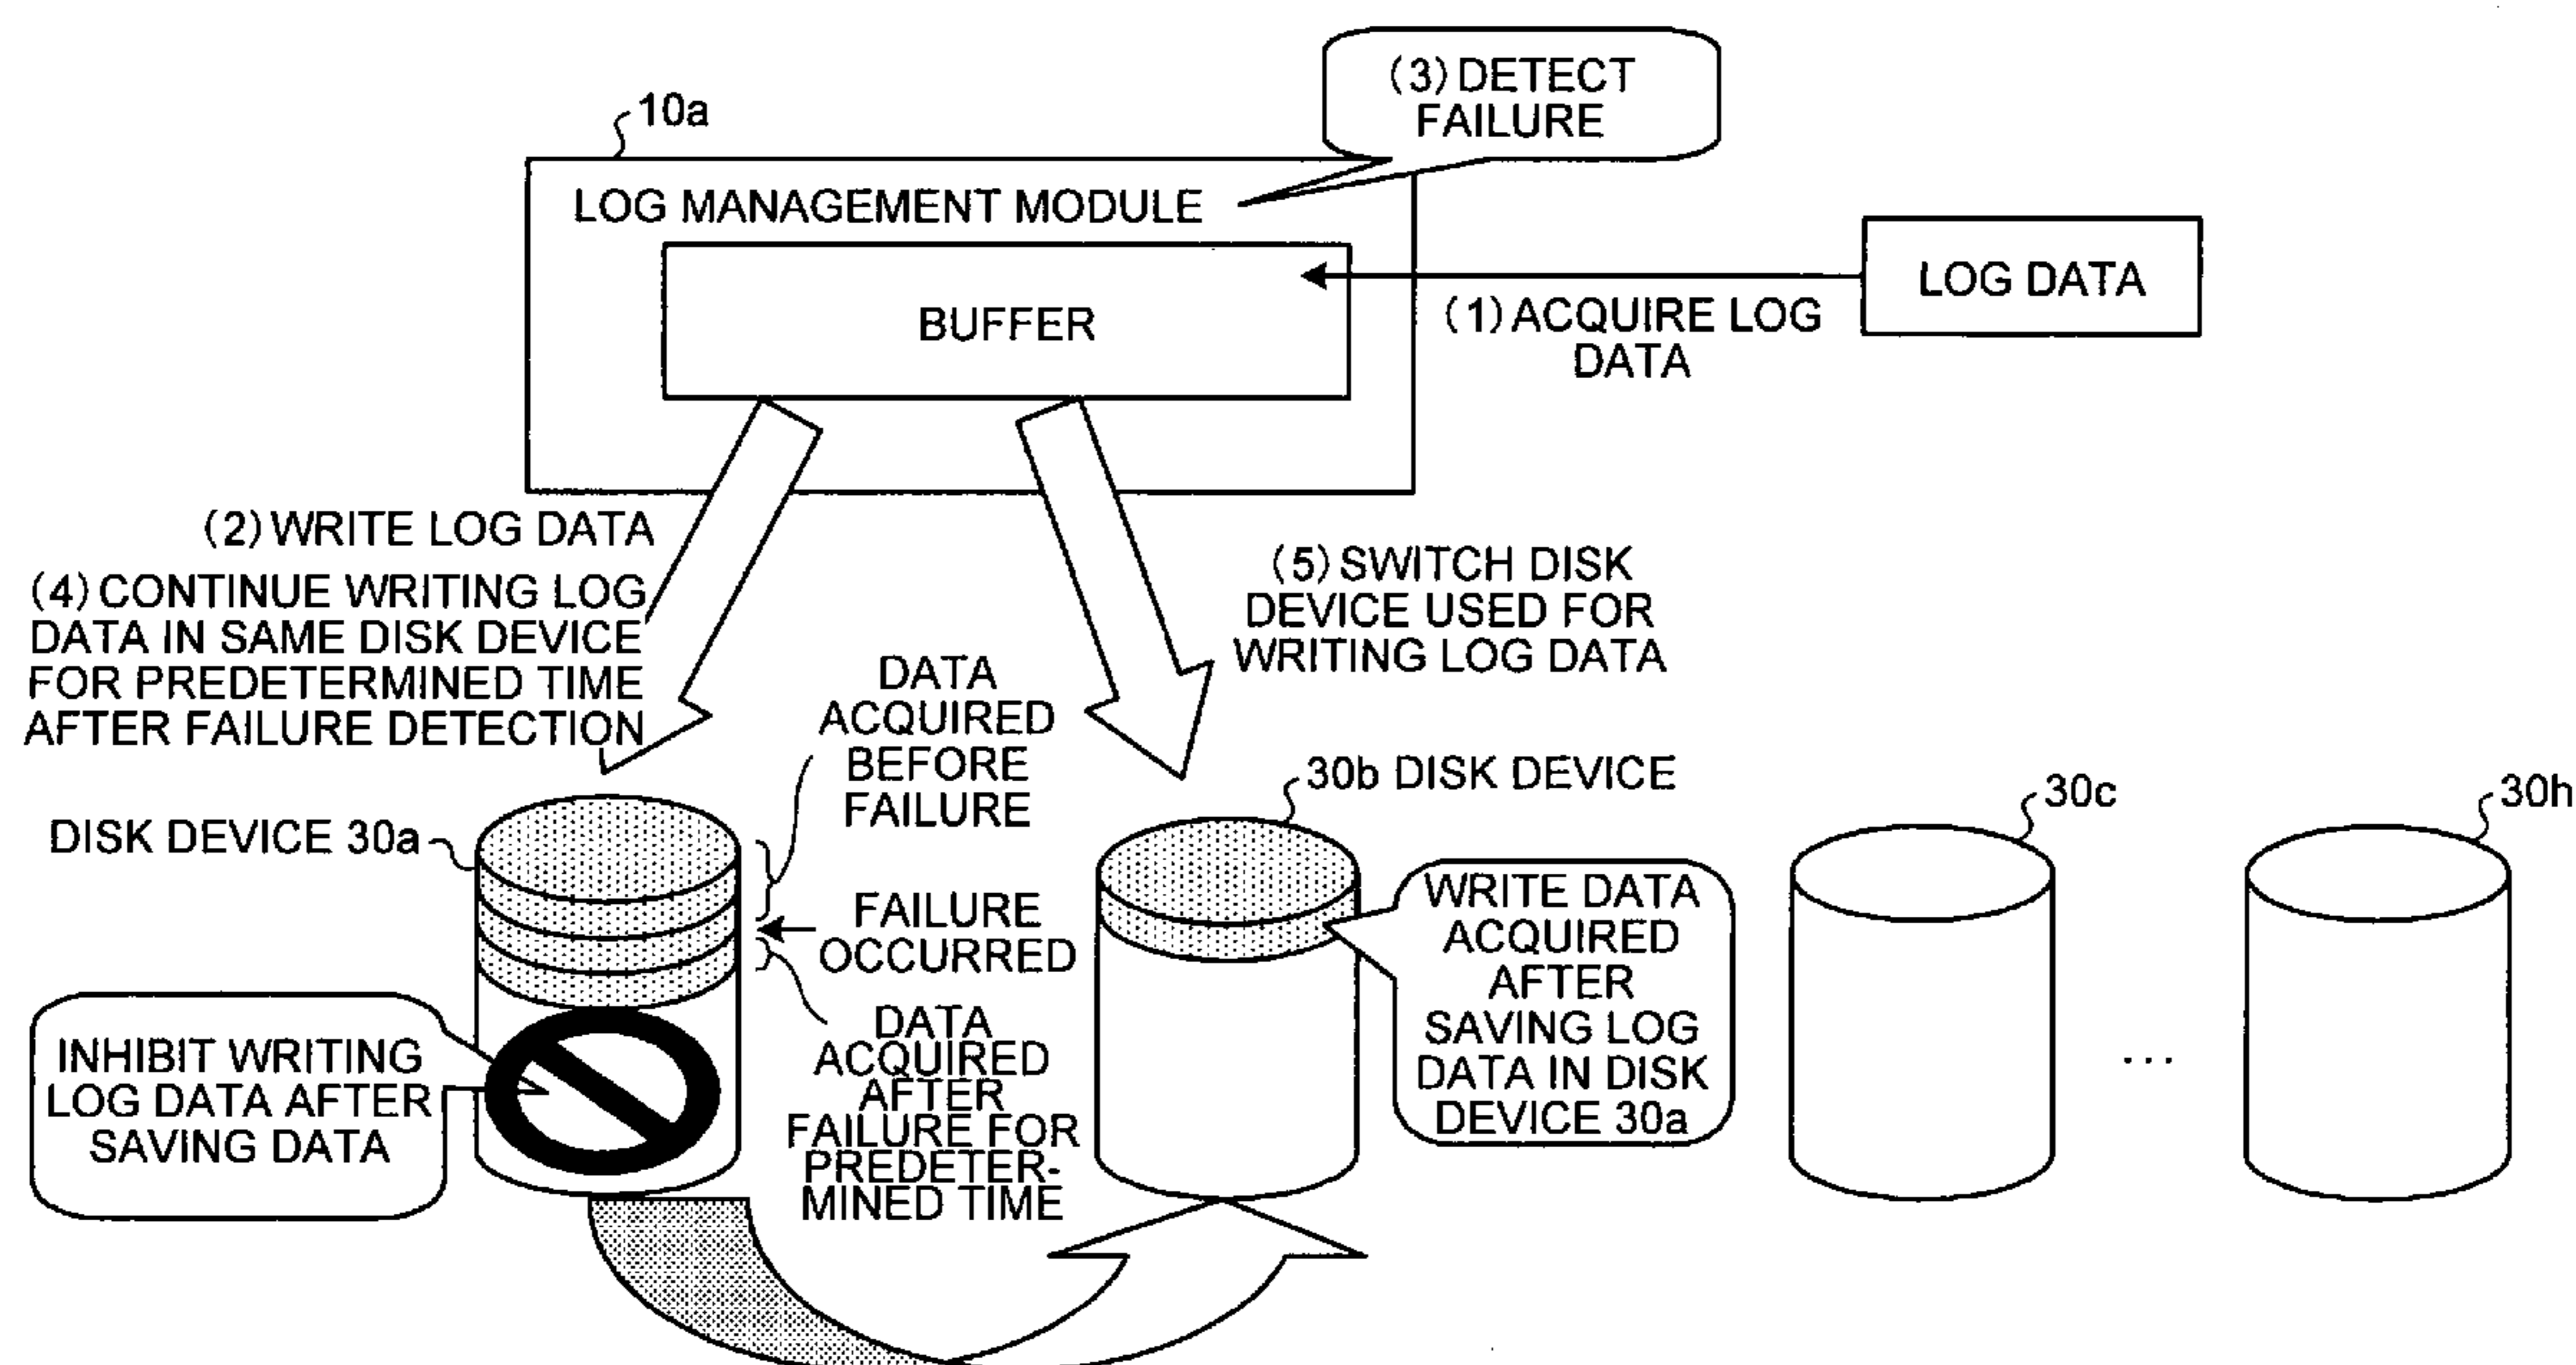 (3) DETECT
FAILURE
10a
LOG MANAGEMENT MODULE
BUFFER
LOG DATA
(1) ACQUIRE LOG
DATA
(2) WRITE LOG DATA
(4) CONTINUE WRITING LOG
DATA IN SAME DISK DEVICE
FOR PREDETERMINED TIME
AFTER FAILURE DETECTION
(5) SWITCH DISK
DEVICE USED FOR
WRITING LOG DATA
DATA
ACQUIRED
BEFORE
FAILURE
30b DISK DEVICE
30c
30h
DISK DEVICE 30a
FAILURE
OCCURRED
WRITE DATA
ACQUIRED
AFTER
SAVING LOG
DATA IN DISK
DEVICE 30a
...
INHIBIT WRITING
LOG DATA AFTER
SAVING DATA
DATA
ACQUIRED
AFTER
FAILURE FOR
PREDETER-
MINED TIME